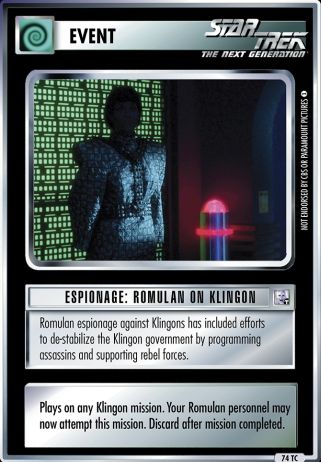 EVENT
STAR TREK
THE NEXT GENERATION
NOT ENDORSED BY CBS OR PARAMOUNT PICTURES
ESPIONAGE: ROMULAN ON KLINGON
Romulan espionage against Klingons has included efforts
to de-stabilize the Klingon government by programming
assassins and supporting rebel forces.
Plays on any Klingon mission. Your Romulan personnel may
now attempt this mission. Discard after mission completed.
74 TC